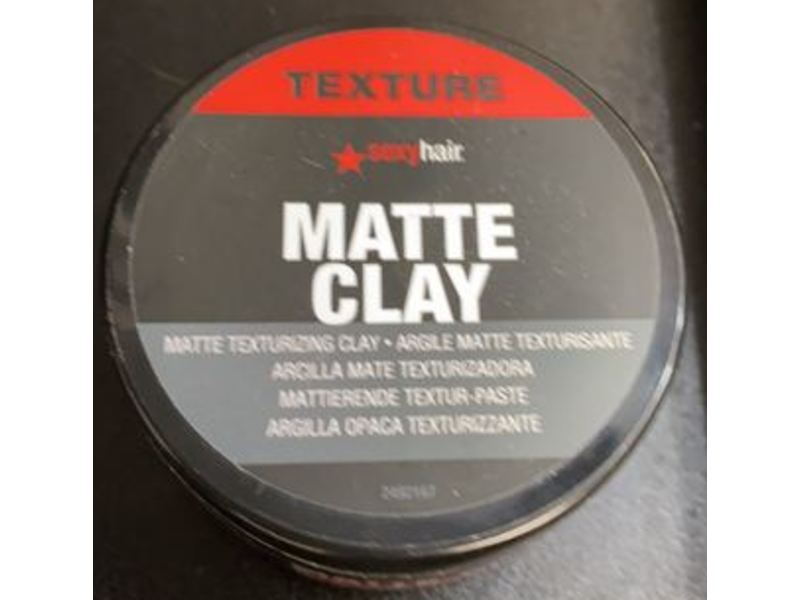 TEXTURE
sexyhair
MATTE
CLAY
MATTE TEXTURIZING CLAY • ARGILE MATTE TEXTURISANTE
ARCILLA MATE TEXTURIZADORA
MATTIERENDE TEXTUR-PASTE
ARGILLA OPACA TEXTURIZZANTE